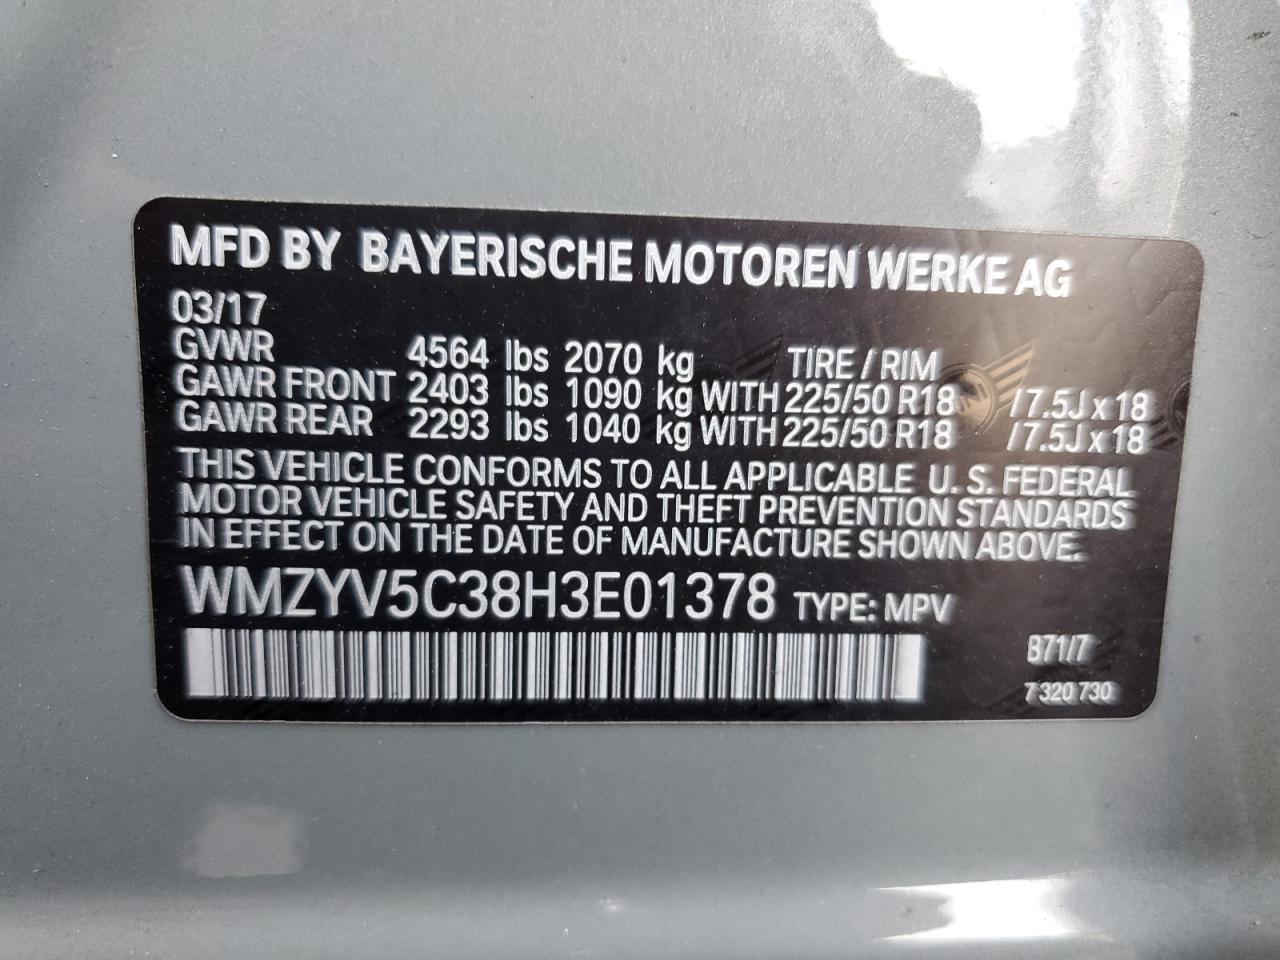 MFD BY BAYERISCHE MOTOREN WERKE AG
03/17
GVWR 4564 lbs 2070 kg TIRE / RIM
GAWR FRONT 2403 lbs 1090 kg WITH 225/50 R18 / 7.5J x 18
GAWR REAR 2293 lbs 1040 kg WITH 225/50 R18 / 7.5J x 18
THIS VEHICLE CONFORMS TO ALL APPLICABLE U. S. FEDERAL
MOTOR VEHICLE SAFETY AND THEFT PREVENTION STANDARDS
IN EFFECT ON THE DATE OF MANUFACTURE SHOWN ABOVE.
WMZYV5C38H3E01378 TYPE: MPV
B71/7
7 320 730